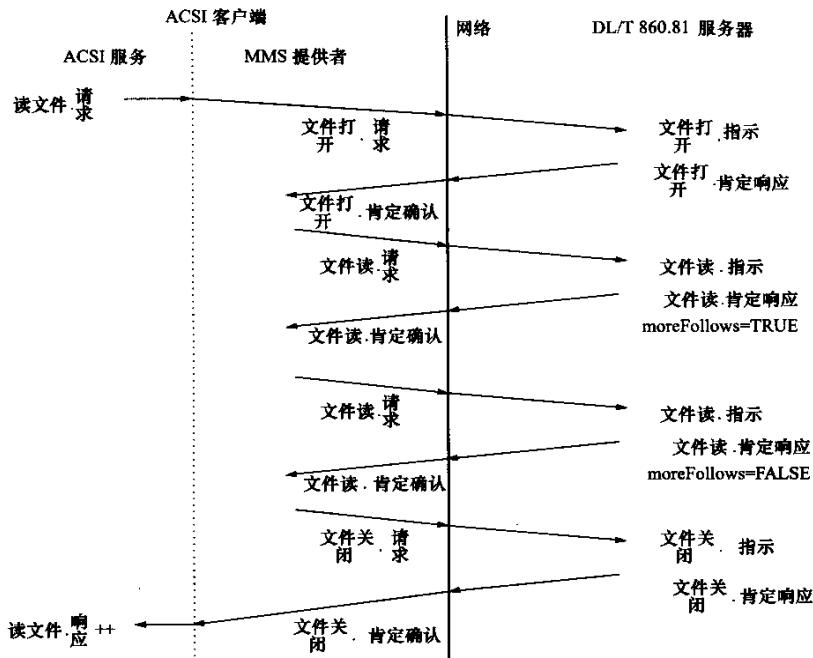 ACSI 客户端
网络
DL/T 860.81 服务器
ACSI 服务
MMS 提供者
读文件.请求
文件打开.请求
文件打开.指示
文件打开.肯定响应
文件打开.肯定确认
文件读.请求
文件读.指示
文件读.肯定响应
moreFollows=TRUE
文件读.肯定确认
文件读.请求
文件读.指示
文件读.肯定响应
moreFollows=FALSE
文件读.肯定确认
文件关闭.请求
文件关闭.指示
文件关闭.肯定响应
读文件.响应++
文件关闭.肯定确认